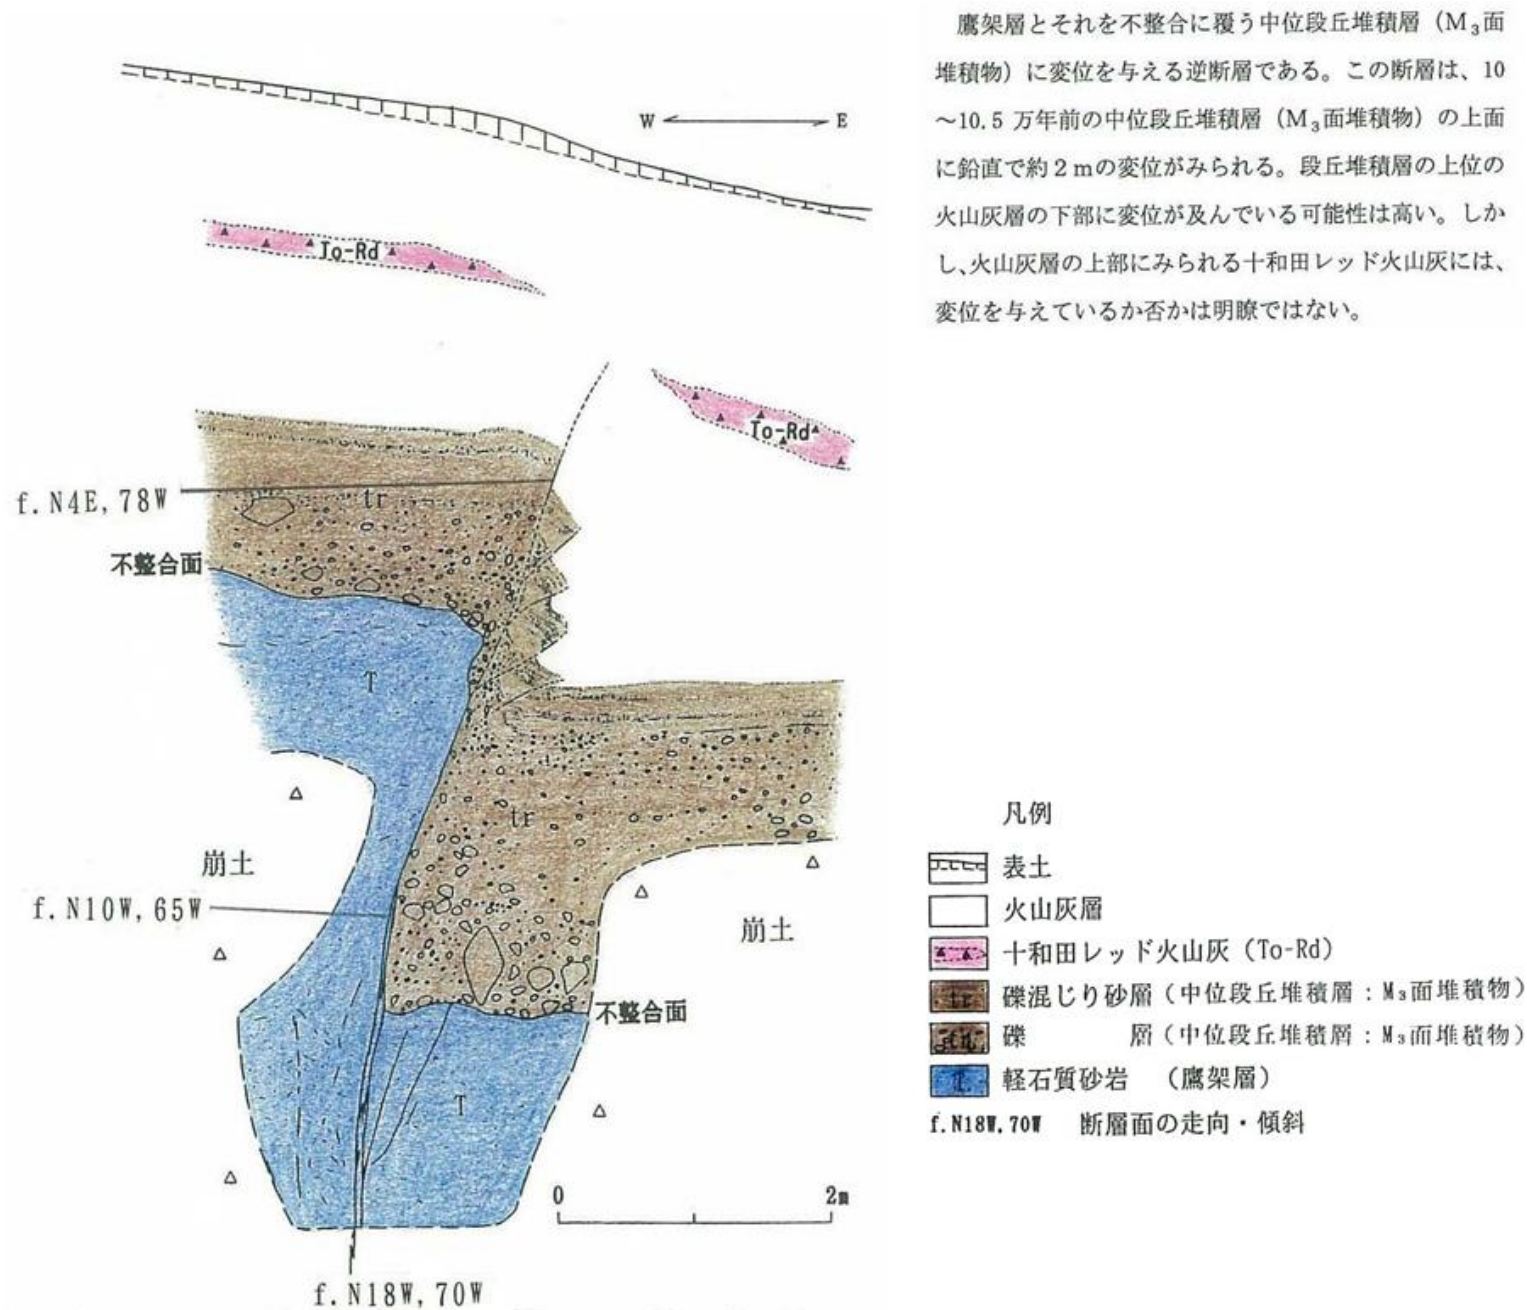 鷹架層とそれを不整合に覆う中位段丘堆積層（M₃面
堆積物）に変位を与える逆断層である。この断層は、10
～10.5 万年前の中位段丘堆積層（M₃面堆積物）の上面
に鉛直で約２ｍの変位がみられる。段丘堆積層の上位の
火山灰層の下部に変位が及んでいる可能性は高い。しか
し、火山灰層の上部にみられる十和田レッド火山灰には、
変位を与えているか否かは明瞭ではない。
W E
To-Rd
To-Rd
tr
f. N4E, 78W
不整合面
T
tr
崩土
f. N10W, 65W
崩土
不整合面
T
0 2m
f. N18W, 70W
凡例
表土
火山灰層
十和田レッド火山灰（To-Rd）
tr 礫混じり砂層（中位段丘堆積層：M₃面堆積物）
礫 層（中位段丘堆積層：M₃面堆積物）
T 軽石質砂岩 （鷹架層）
f. N18W, 70W 断層面の走向・傾斜